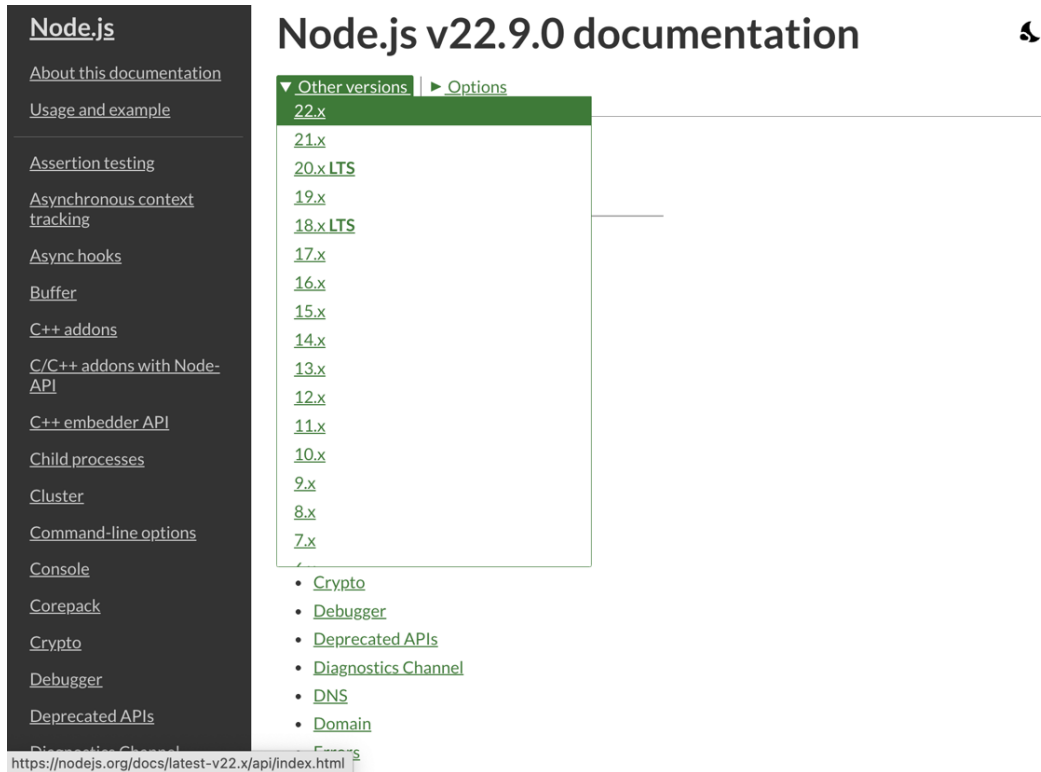 Node.js
About this documentation
Usage and example
Assertion testing
Asynchronous context
tracking
Async hooks
Buffer
C++ addons
C/C++ addons with Node-
API
C++ embedder API
Child processes
Cluster
Command-line options
Console
Corepack
Crypto
Debugger
Deprecated APIs
Diagnostics Channel
https://nodejs.org/docs/latest-v22.x/api/index.html
Node.js v22.9.0 documentation
▼ Other versions ► Options
22.x
21.x
20.x LTS
19.x
18.x LTS
17.x
16.x
15.x
14.x
13.x
12.x
11.x
10.x
9.x
8.x
7.x
Crypto
Debugger
Deprecated APIs
Diagnostics Channel
DNS
Domain
Errors